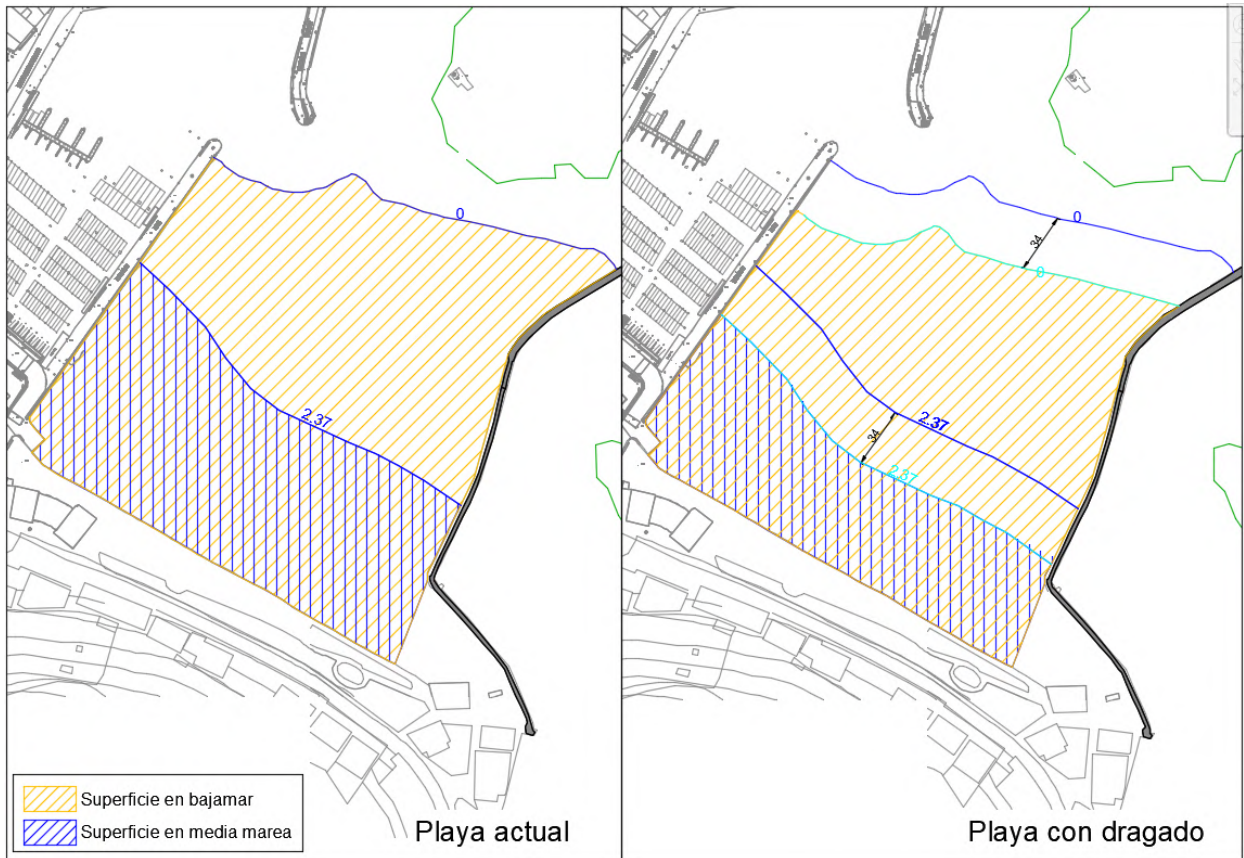 0
2.37
Superficie en bajamar
Superficie en media marea
Playa actual
0
34
0
2.37
34
2.37
Playa con dragado